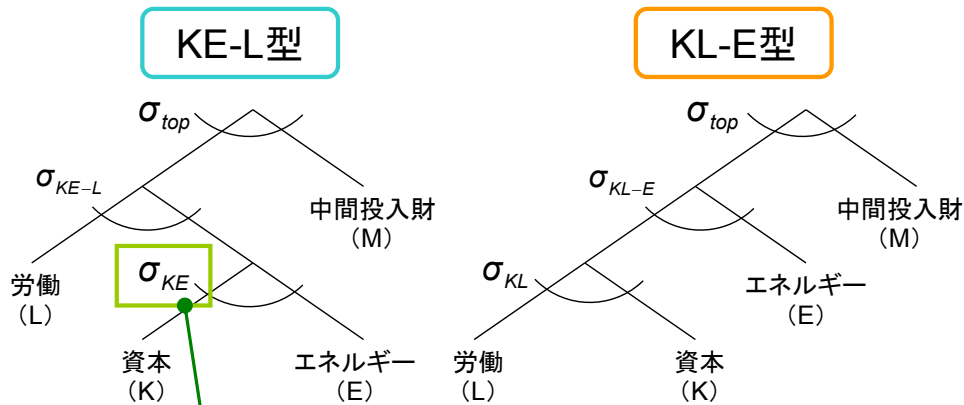 KE-L型
σtop
σKE−L
中間投入財
（M）
労働
（L）
σKE
資本
（K）
エネルギー
（E）
KL-E型
σtop
σKL−E
中間投入財
（M）
σKL
エネルギー
（E）
労働
（L）
資本
（K）